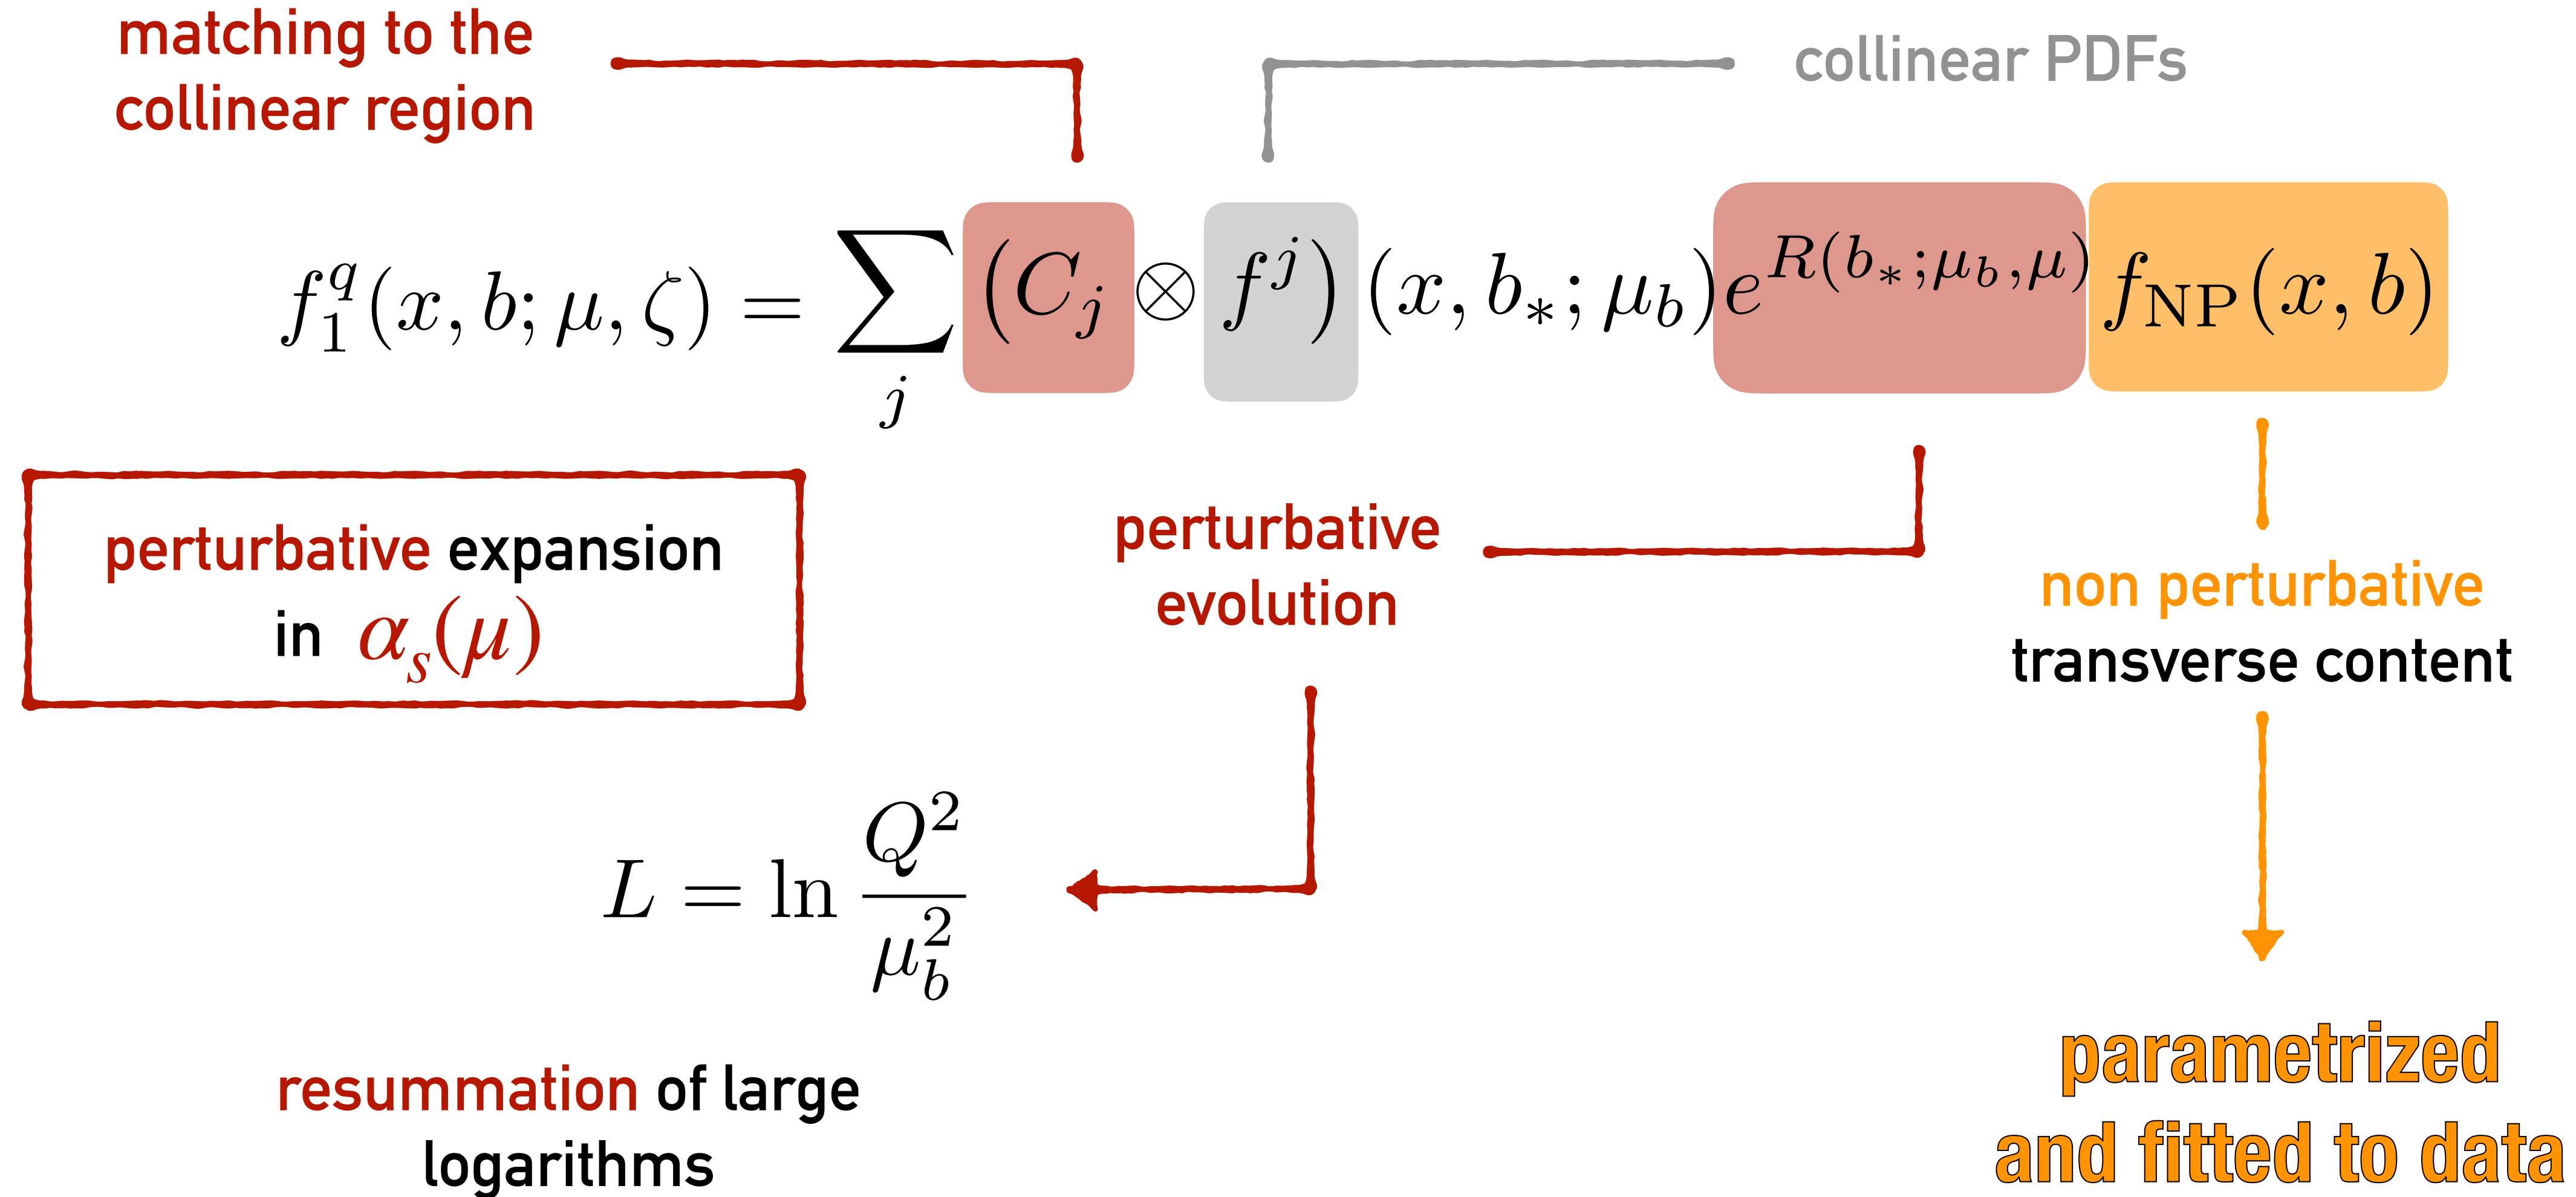 matching to the
collinear region
collinear PDFs
f_1^q(x, b; μ, ζ) = ∑_j (C_j ⊗ f^j) (x, b_*; μ_b) e^{R(b_*; μ_b, μ)} f_NP(x, b)
perturbative expansion
in α_s(μ)
perturbative
evolution
non perturbative
transverse content
L = ln Q^2/μ_b^2
resummation of large
logarithms
parametrized
and fitted to data